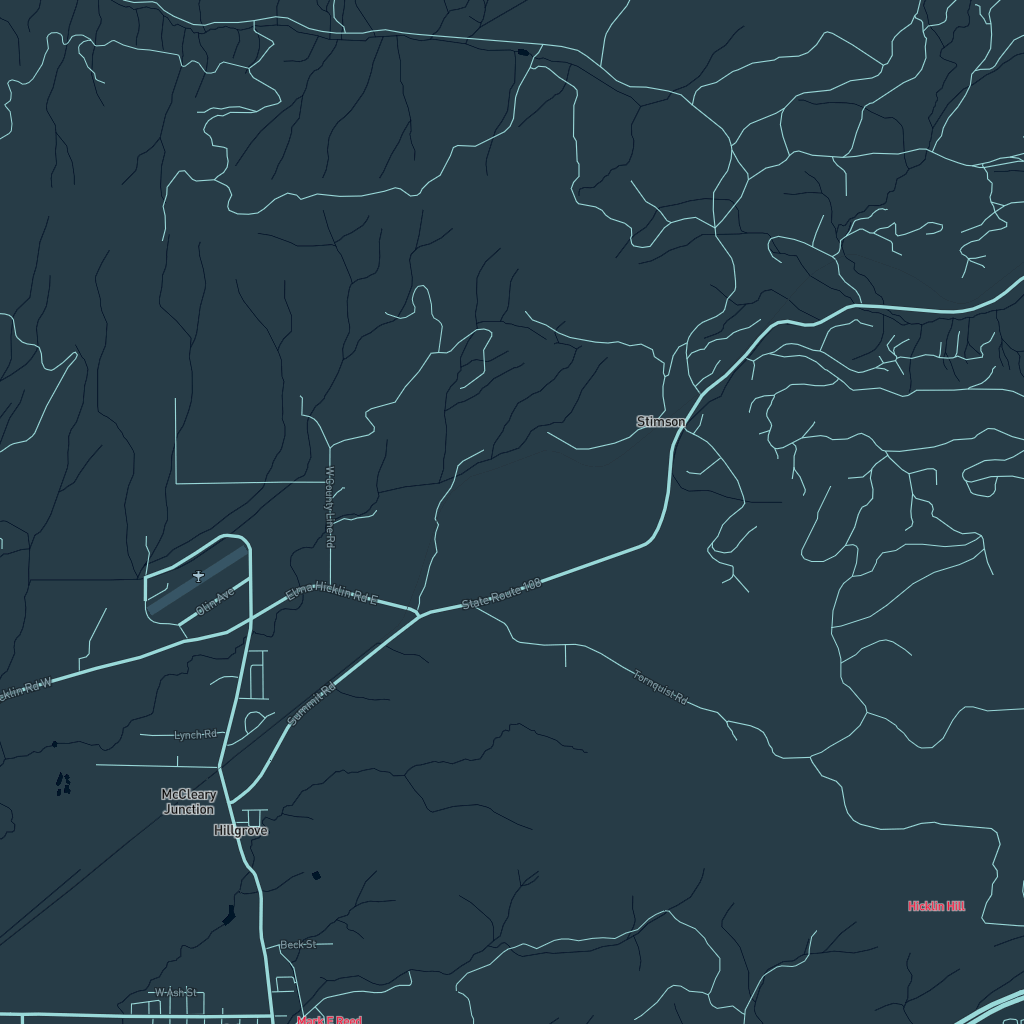 Stimson
W County Line Rd
Elma Hicklin Rd E
State Route 108
Olin Ave
Hicklin Rd W
Tornquist Rd
Summit Rd
Lynch Rd
McCleary
Junction
Hillgrove
Hicklin Hill
Beck St
W Ash St
Mark E Reed